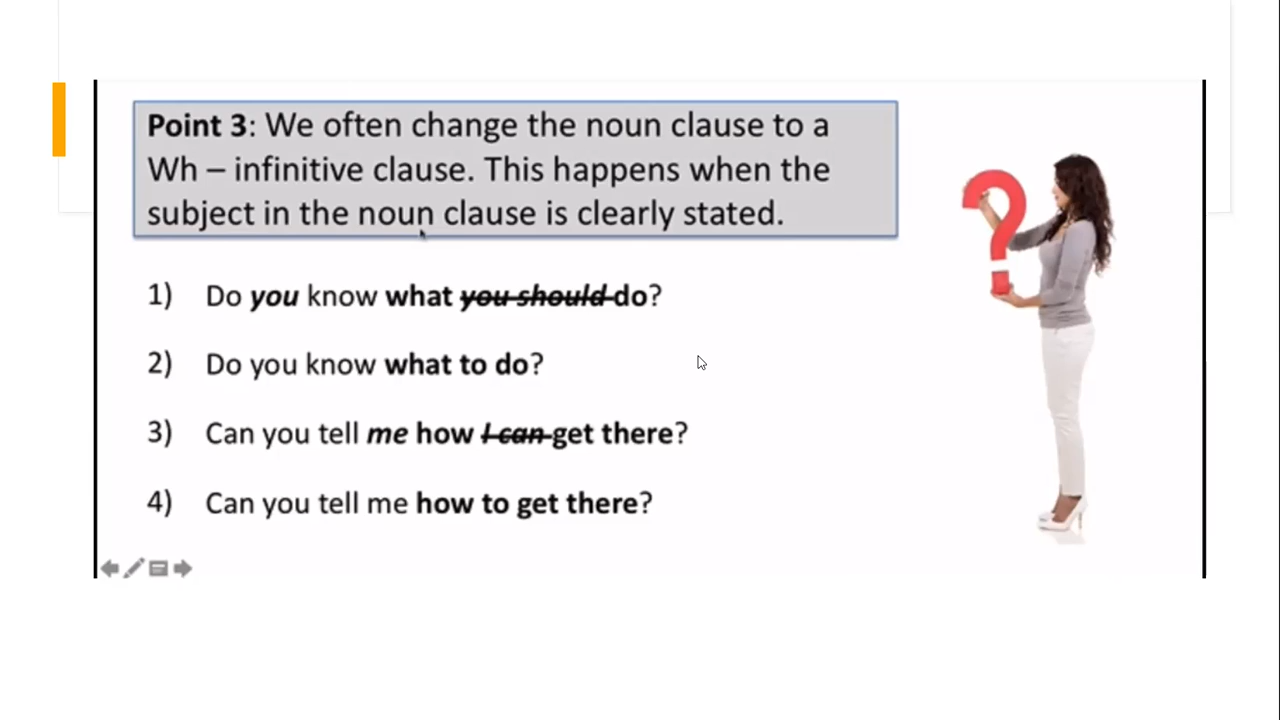 Point 3: We often change the noun clause to a
Wh – infinitive clause. This happens when the
subject in the noun clause is clearly stated.
1) Do you know what you should do?
2) Do you know what to do?
3) Can you tell me how I can get there?
4) Can you tell me how to get there?